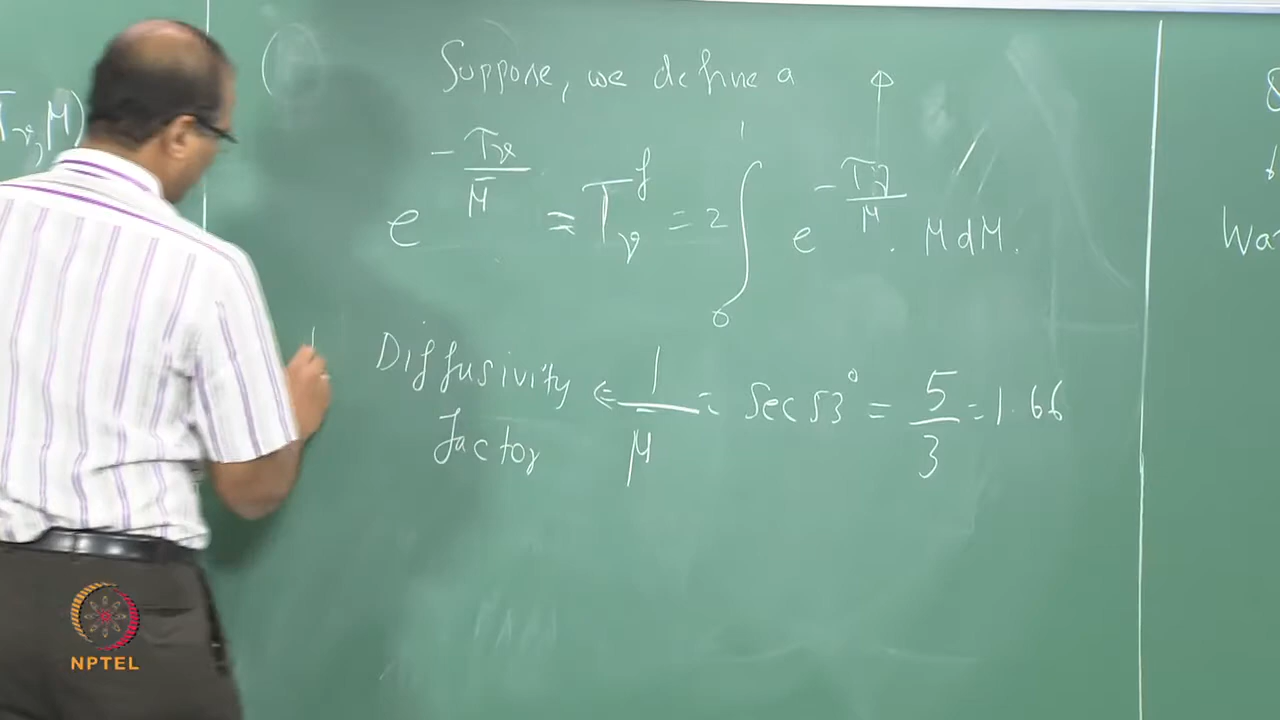 Suppose, we define a
e^{-τ_ν/μ̄} = T_ν^f = 2 ∫_0^1 e^{-τ_ν/μ} . μ dμ.
Diffusivity factor ← 1/μ̄ = Sec 53° = 5/3 = 1.66
τ_ν, μ)
NPTEL